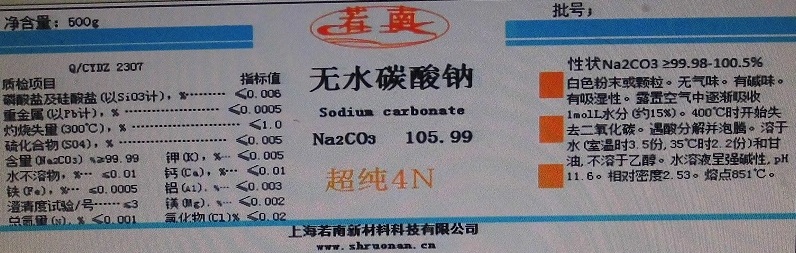 净含量：500g
若南
批号；
Q/CYDZ 2307
质检项目 指标值
磷酸盐及硅酸盐(以SiO3计)，%┄┄ ≤0.006
重金属(以Pb计)，% ┄┄ ≤0.0005
灼烧失量(300℃)，% ┄┄ ≤1.0
硫化合物(SO4)，% ┄┄ ≤0.005
含量(Na2CO3) %≥99.99 钾(K)，%┄ ≤0.005
水不溶物，%┄ ≤0.01 钙(Ca)，%┄ ≤0.01
铁(Fe)，%┄ ≤0.0005 铝(Al)，%┄ ≤0.003
澄清度试验/号┄┄≤3 镁(Mg)，%┄ ≤0.002
总氮量(N)，% ≤0.001 氯化物(Cl)% ≤0.02
无水碳酸钠
Sodium carbonate
Na2CO3 105.99
超纯4N
性状Na2CO3 ≥99.98-100.5%
白色粉末或颗粒。无气味。有碱味。
有吸湿性。露置空气中逐渐吸收
1molL水分(约15%)。400℃时开始失
去二氧化碳。遇酸分解并泡腾。溶于
水(室温时3.5份,35℃时2.2份)和甘
油,不溶于乙醇。水溶液呈强碱性,pH
11.6。相对密度2.53。熔点851℃。
上海若南新材料科技有限公司
www.shruonan.cn